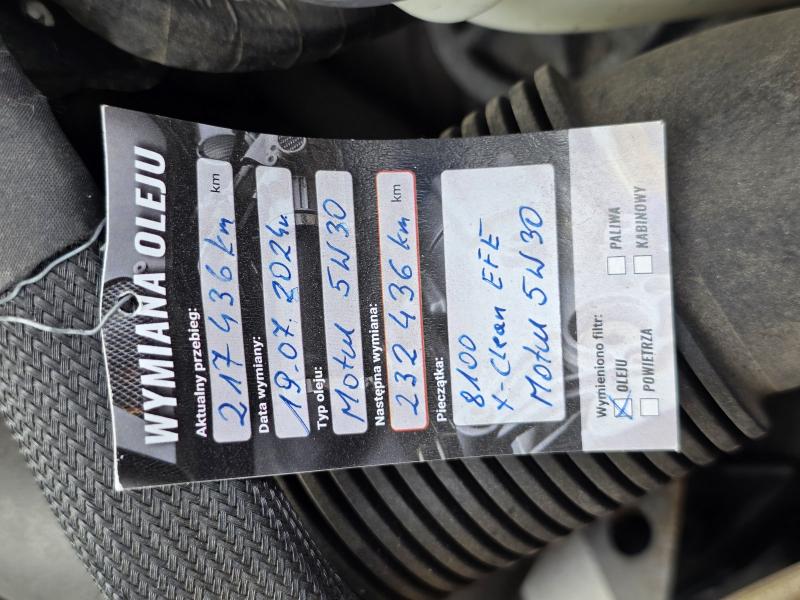 WYMIANA OLEJU
Aktualny przebieg:
217 436 km km
Data wymiany:
19.07.2024r
Typ oleju:
Motul 5W30
Następna wymiana:
232 436 km km
Pieczątka:
8100
X-Clean EFE
Motul 5W30
Wymieniono filtr:
OLEJU PALIWA
POWIETRZA KABINOWY